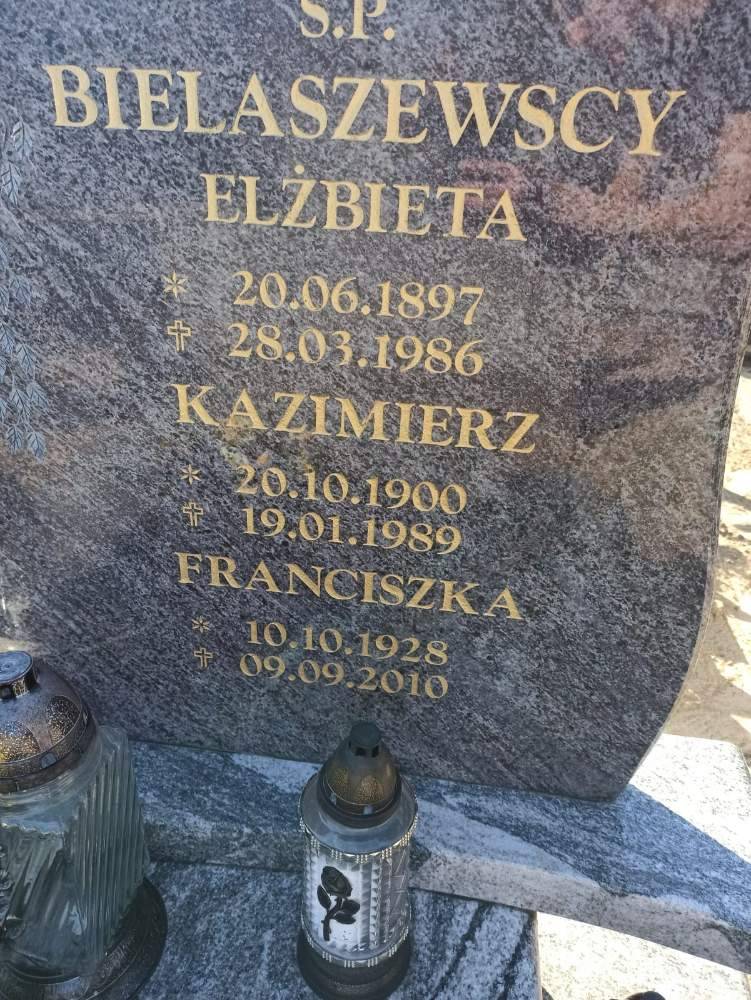 S.P.
BIELASZEWSCY
ELŻBIETA
* 20.06.1897
✝ 28.03.1986
KAZIMIERZ
* 20.10.1900
✝ 19.01.1989
FRANCISZKA
* 10.10.1928
✝ 09.09.2010